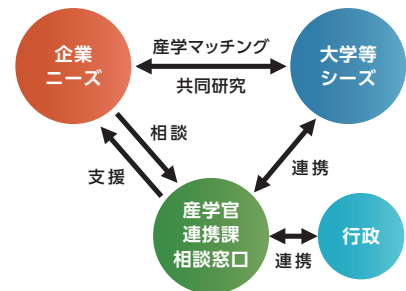 企業
ニーズ
産学マッチング
共同研究
大学等
シーズ
相談
支援
連携
産学官
連携課
相談窓口
連携
行政